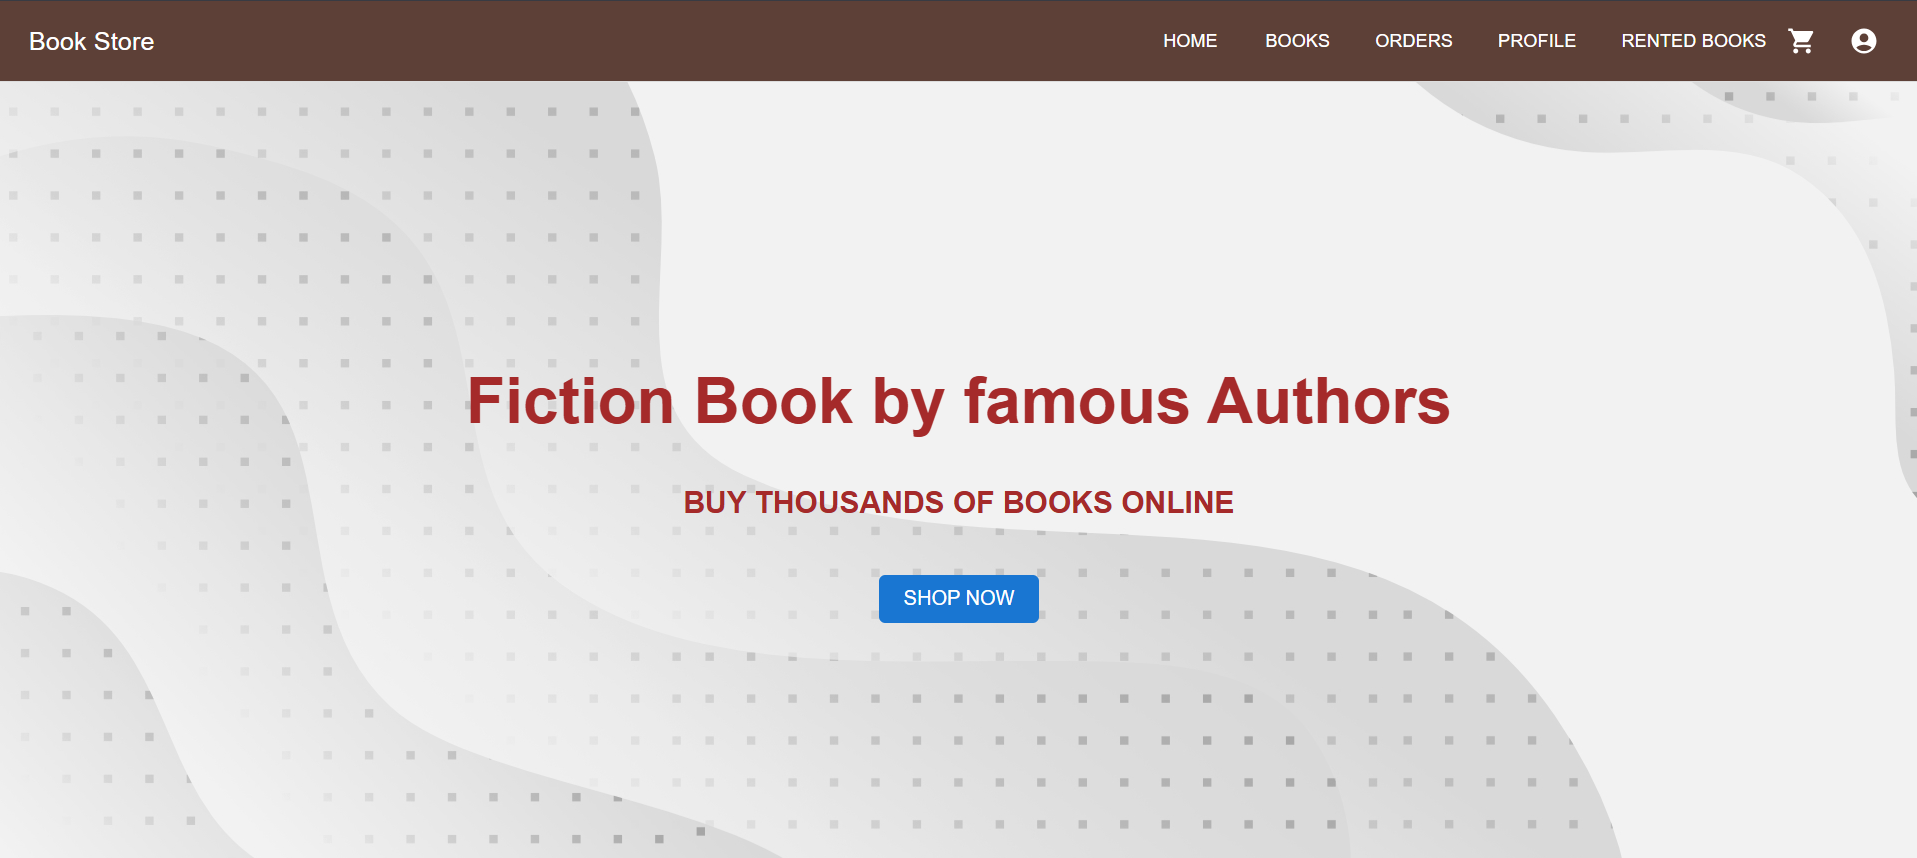 Book Store
HOME BOOKS ORDERS PROFILE RENTED BOOKS
Fiction Book by famous Authors
BUY THOUSANDS OF BOOKS ONLINE
SHOP NOW